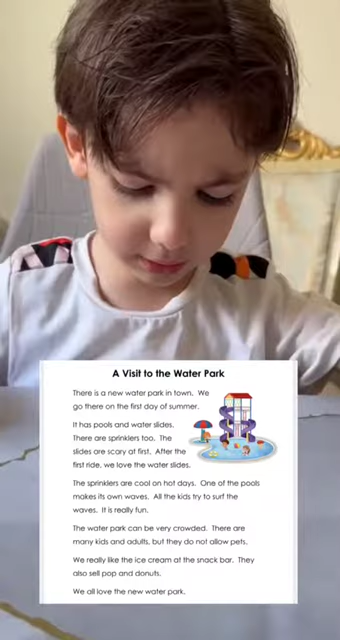 A Visit to the Water Park
There is a new water park in town. We
go there on the first day of summer.
It has pools and water slides.
There are sprinklers too. The
slides are scary at first. After the
first ride, we love the water slides.
The sprinklers are cool on hot days. One of the pools
makes its own waves. All the kids try to surf the
waves. It is really fun.
The water park can be very crowded. There are
many kids and adults, but they do not allow pets.
We really like the ice cream at the snack bar. They
also sell pop and donuts.
We all love the new water park.